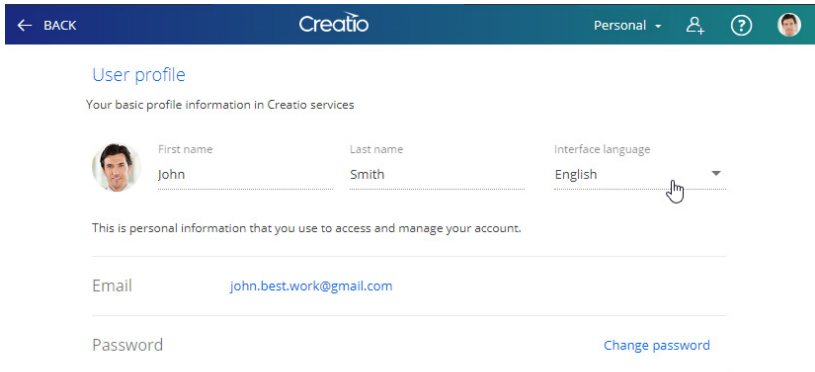 BACK Creatio Personal
User profile
Your basic profile information in Creatio services
First name Last name Interface language
John Smith English
This is personal information that you use to access and manage your account.
Email john.best.work@gmail.com
Password Change password